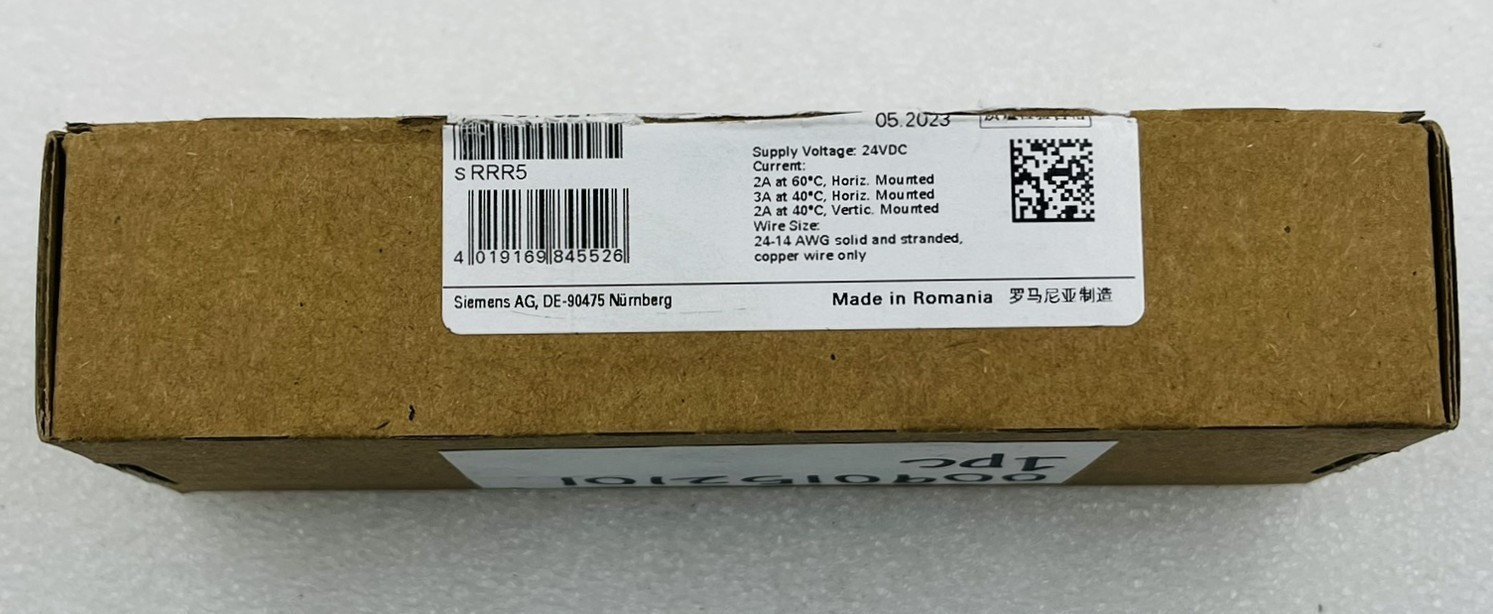 05.2023
s RRR5
4 019169 845526
Supply Voltage: 24VDC
Current:
2A at 60°C, Horiz. Mounted
3A at 40°C, Horiz. Mounted
2A at 40°C, Vertic. Mounted
Wire Size:
24-14 AWG solid and stranded,
copper wire only
Siemens AG, DE-90475 Nürnberg
Made in Romania 罗马尼亚制造
1pc